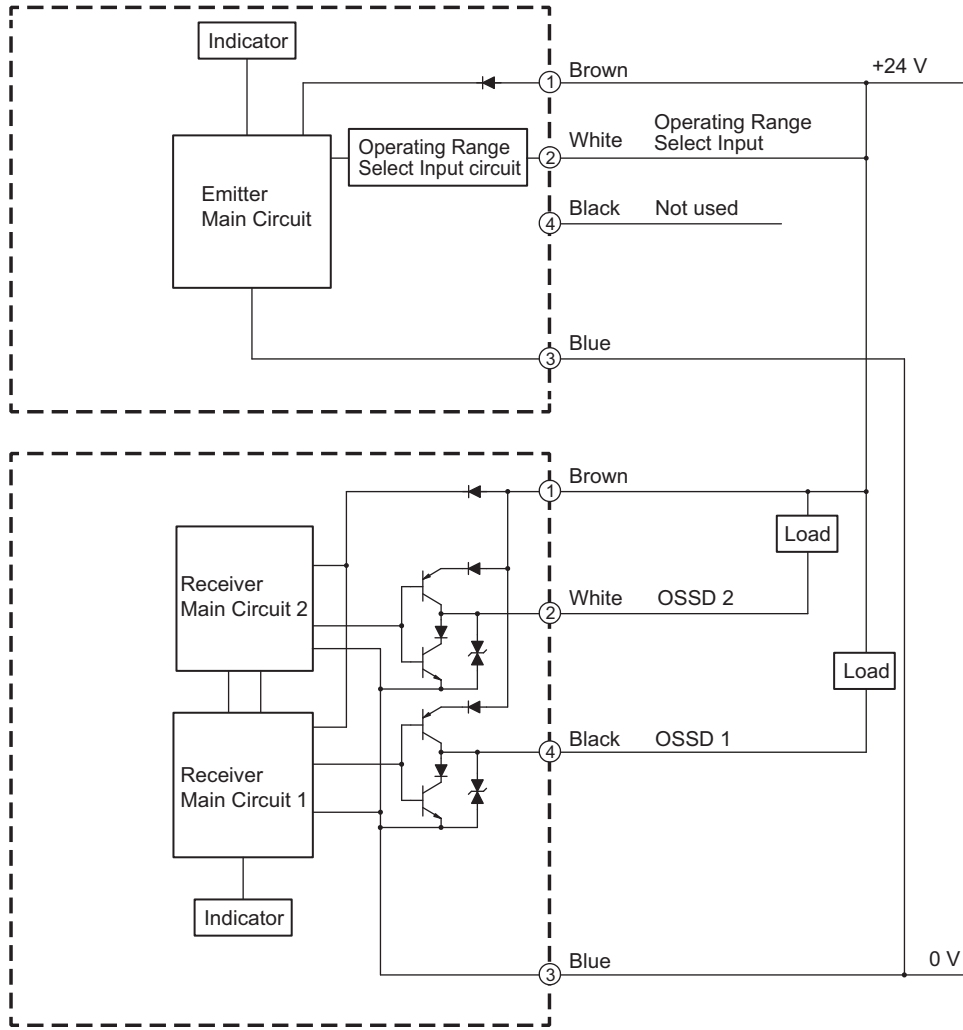 Indicator
① Brown
+24 V
Operating Range
Select Input circuit
② White
Operating Range
Select Input
Emitter
Main Circuit
④ Black Not used
③ Blue
① Brown
Load
Receiver
Main Circuit 2
② White OSSD 2
Load
④ Black OSSD 1
Receiver
Main Circuit 1
Indicator
③ Blue
0 V